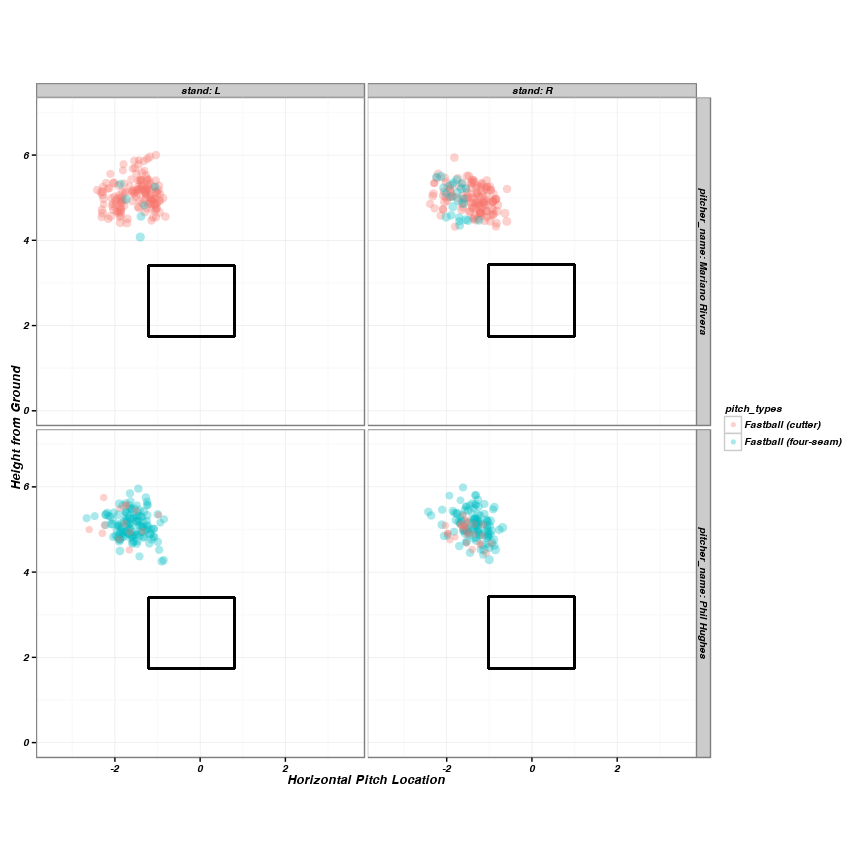 stand: L
stand: R
6
4
2
0
pitcher_name: Mariano Rivera
Height from Ground
6
4
2
0
pitcher_name: Phil Hughes
-2
0
2
-2
0
2
Horizontal Pitch Location
pitch_types
Fastball (cutter)
Fastball (four-seam)